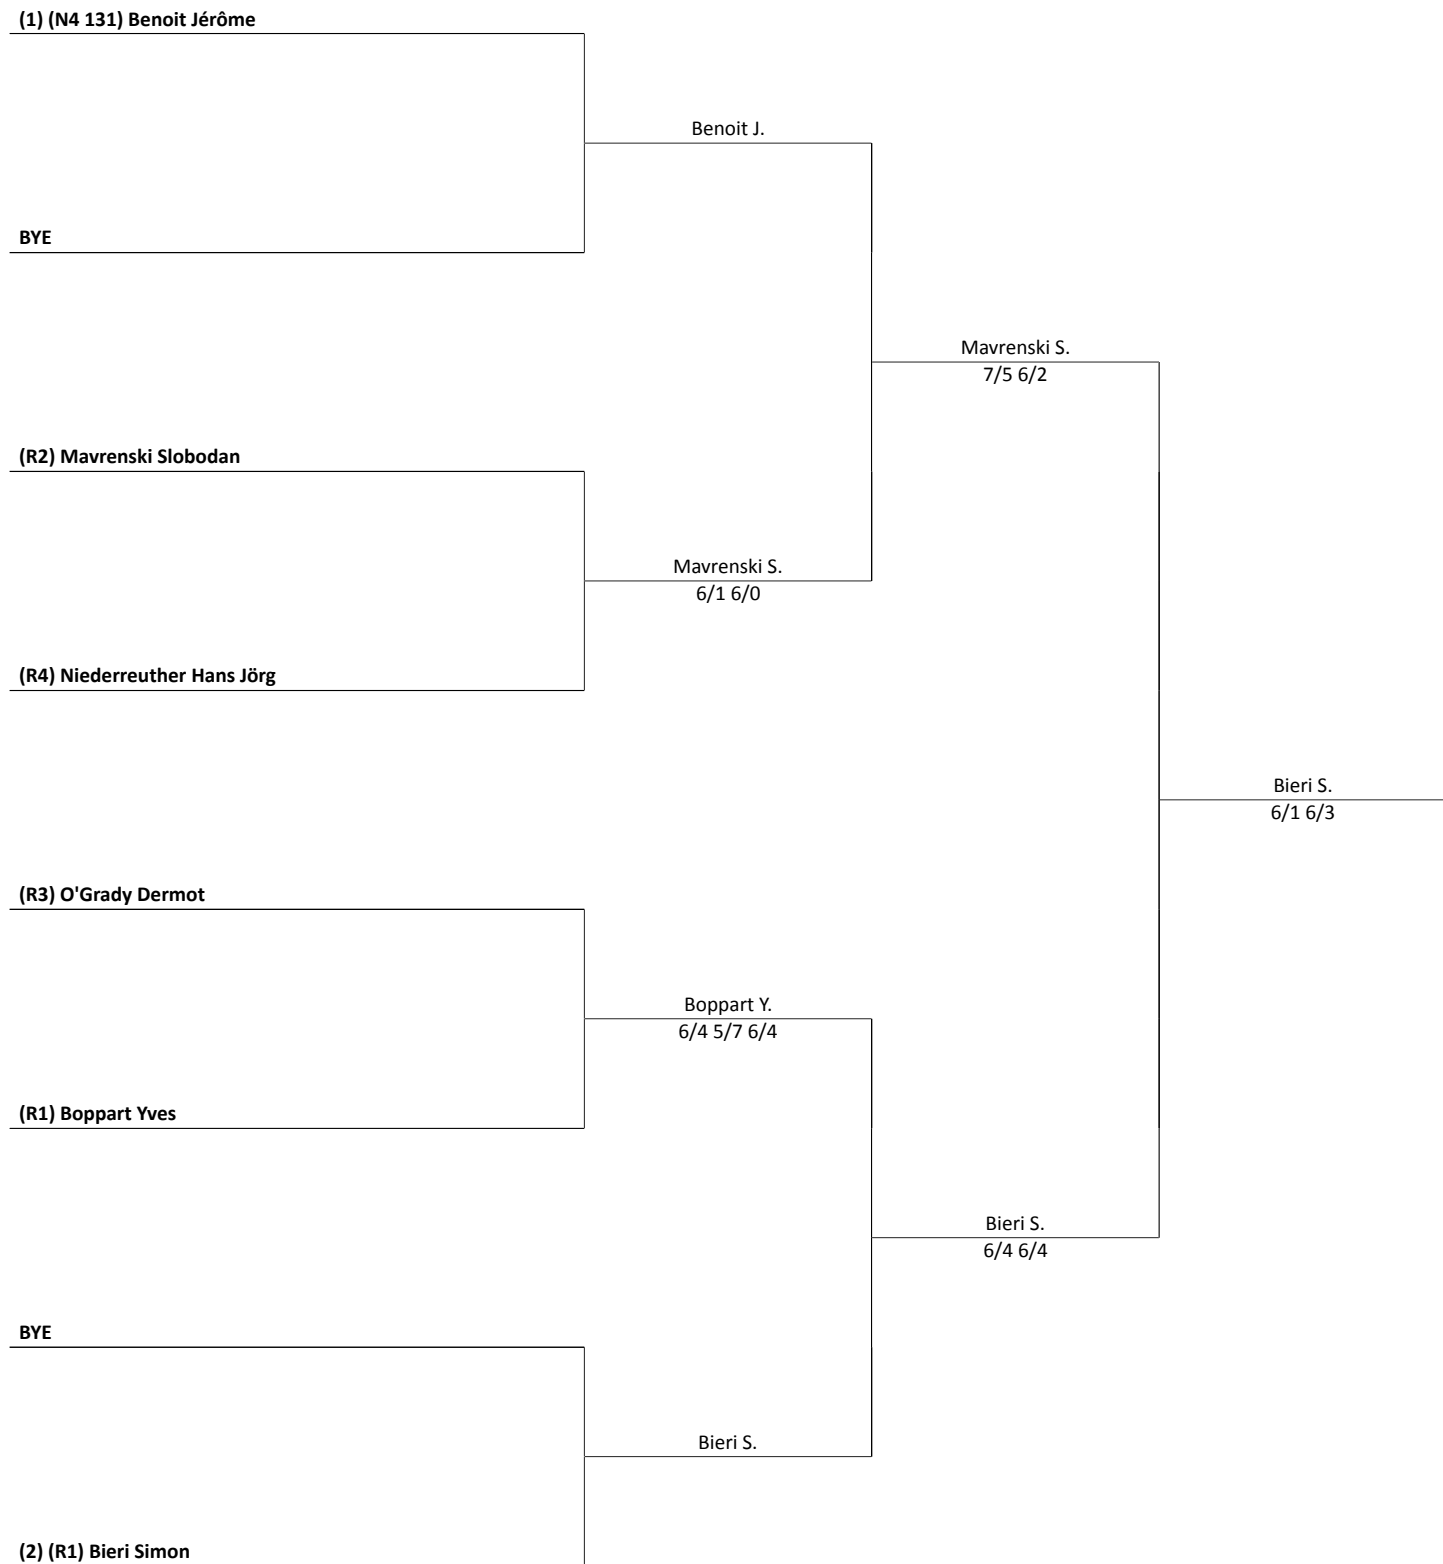 (1) (N4 131) Benoit Jérôme
Benoit J.
BYE
Mavrenski S.
7/5 6/2
(R2) Mavrenski Slobodan
Mavrenski S.
6/1 6/0
(R4) Niederreuther Hans Jörg
Bieri S.
6/1 6/3
(R3) O'Grady Dermot
Boppart Y.
6/4 5/7 6/4
(R1) Boppart Yves
Bieri S.
6/4 6/4
BYE
Bieri S.
(2) (R1) Bieri Simon